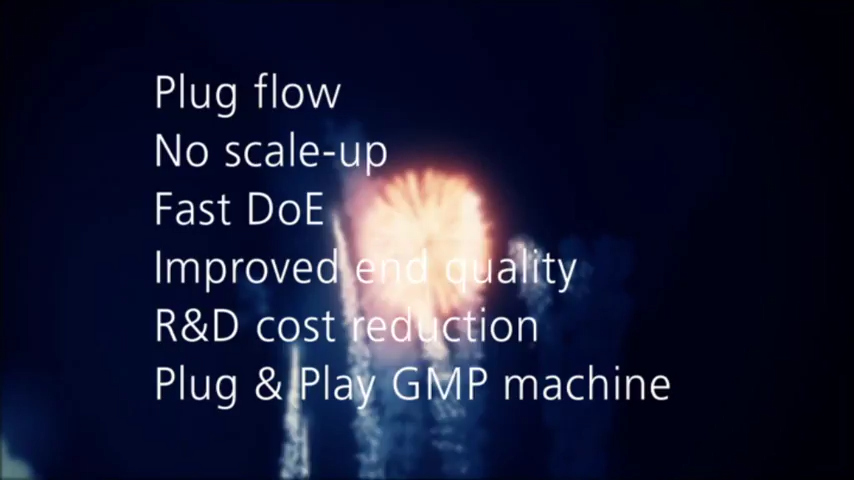 Plug flow
No scale-up
Fast DoE
Improved end quality
R&D cost reduction
Plug & Play GMP machine